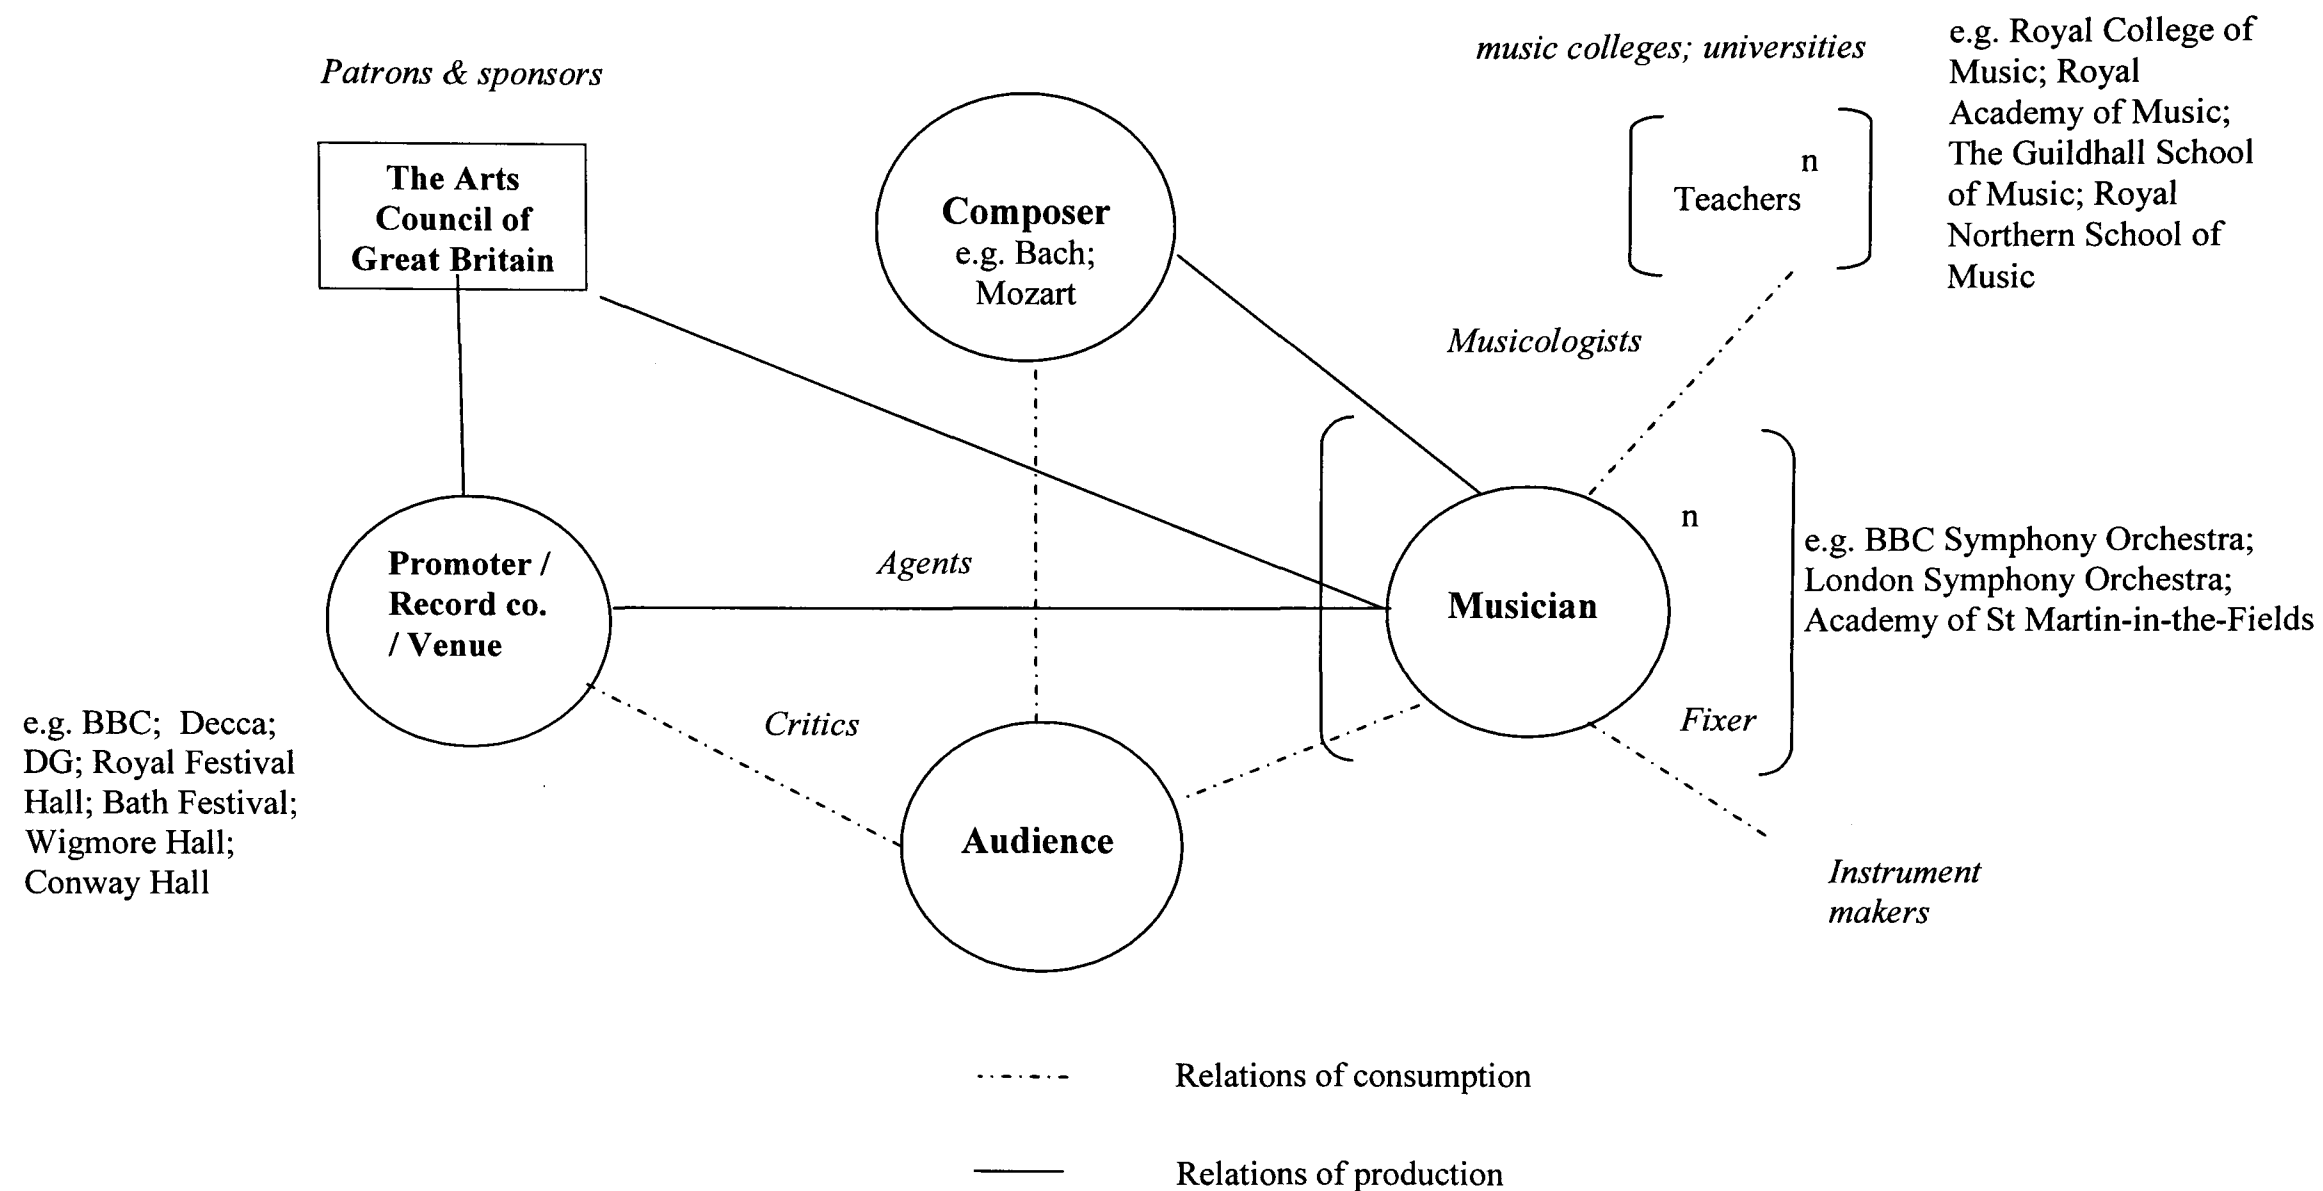 Patrons & sponsors
The Arts
Council of
Great Britain
Composer
e.g. Bach;
Mozart
music colleges; universities
n
Teachers
e.g. Royal College of
Music; Royal
Academy of Music;
The Guildhall School
of Music; Royal
Northern School of
Music
Musicologists
Promoter /
Record co.
/ Venue
Agents
n
Musician
e.g. BBC Symphony Orchestra;
London Symphony Orchestra;
Academy of St Martin-in-the-Fields
e.g. BBC; Decca;
DG; Royal Festival
Hall; Bath Festival;
Wigmore Hall;
Conway Hall
Critics
Fixer
Audience
Instrument
makers
Relations of consumption
Relations of production